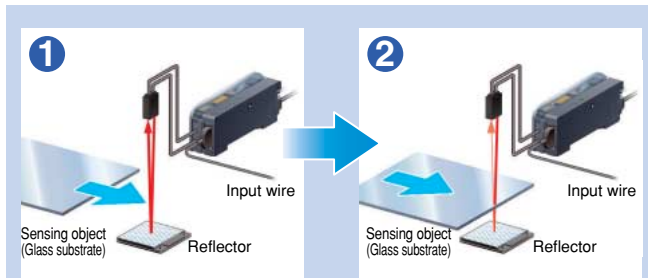 1
Input wire
Sensing object
(Glass substrate)
Reflector
2
Input wire
Sensing object
(Glass substrate)
Reflector